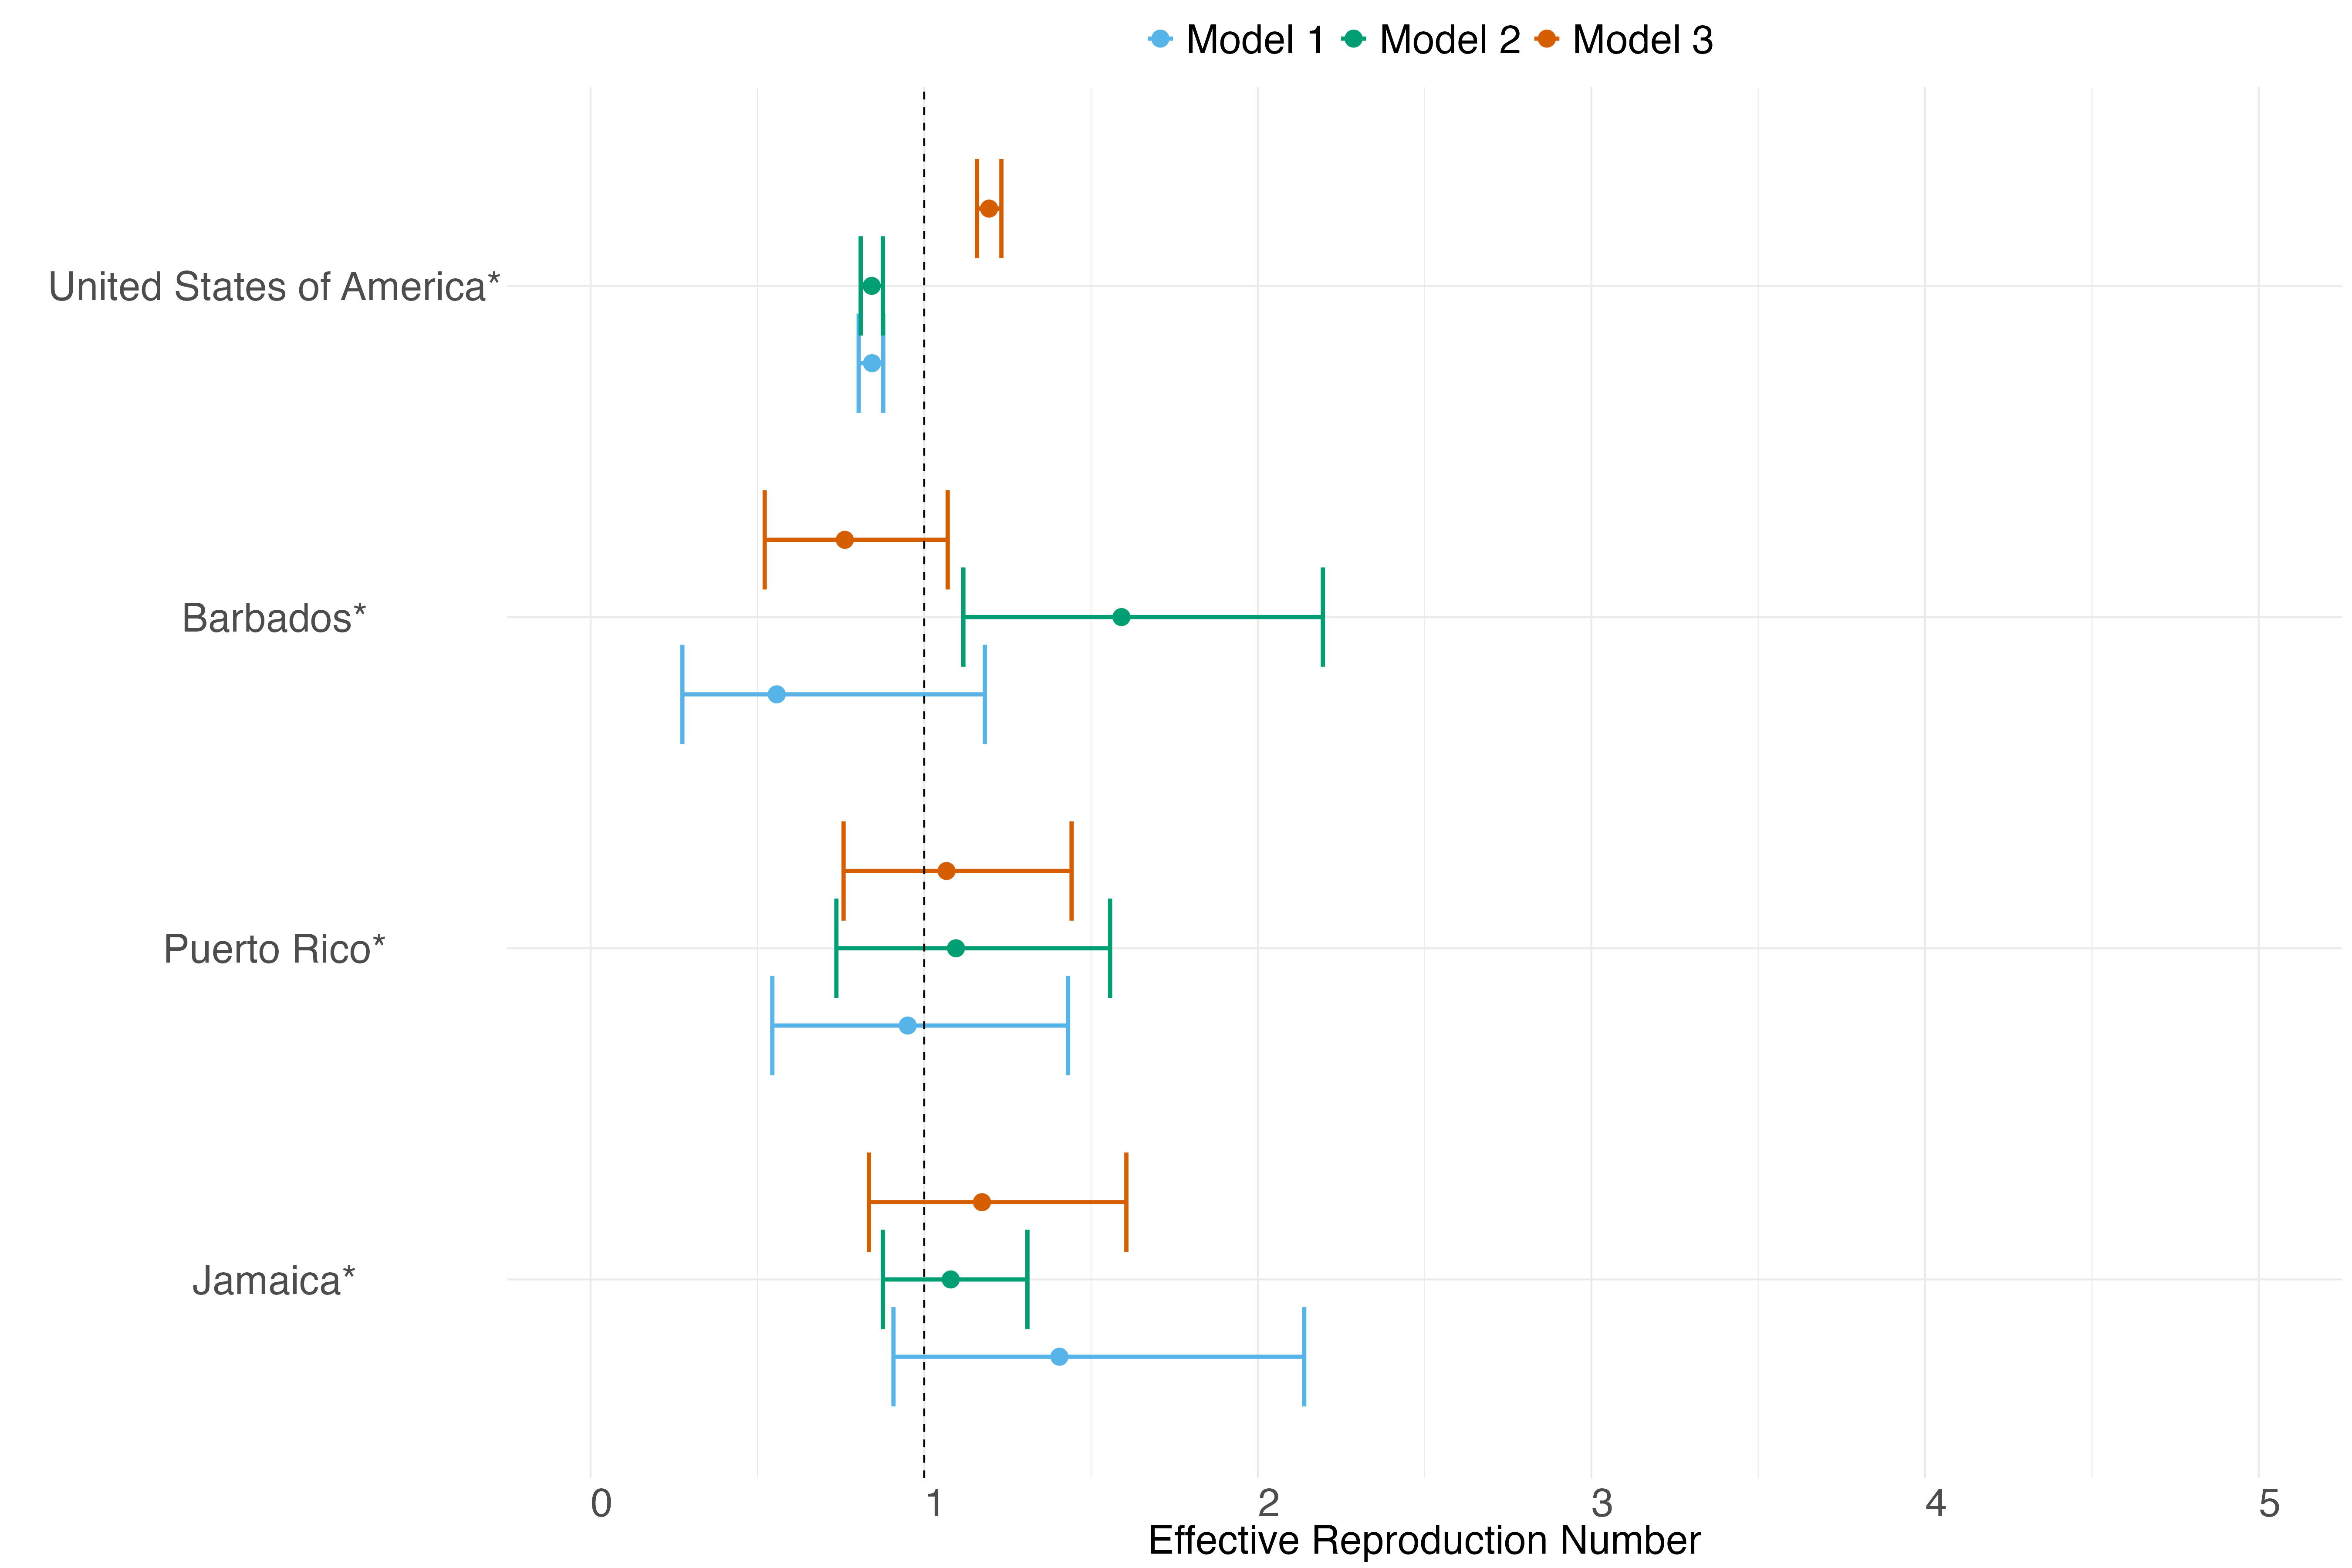 Model 1 Model 2 Model 3
United States of America*
Barbados*
Puerto Rico*
Jamaica*
0 1 2 3 4 5
Effective Reproduction Number